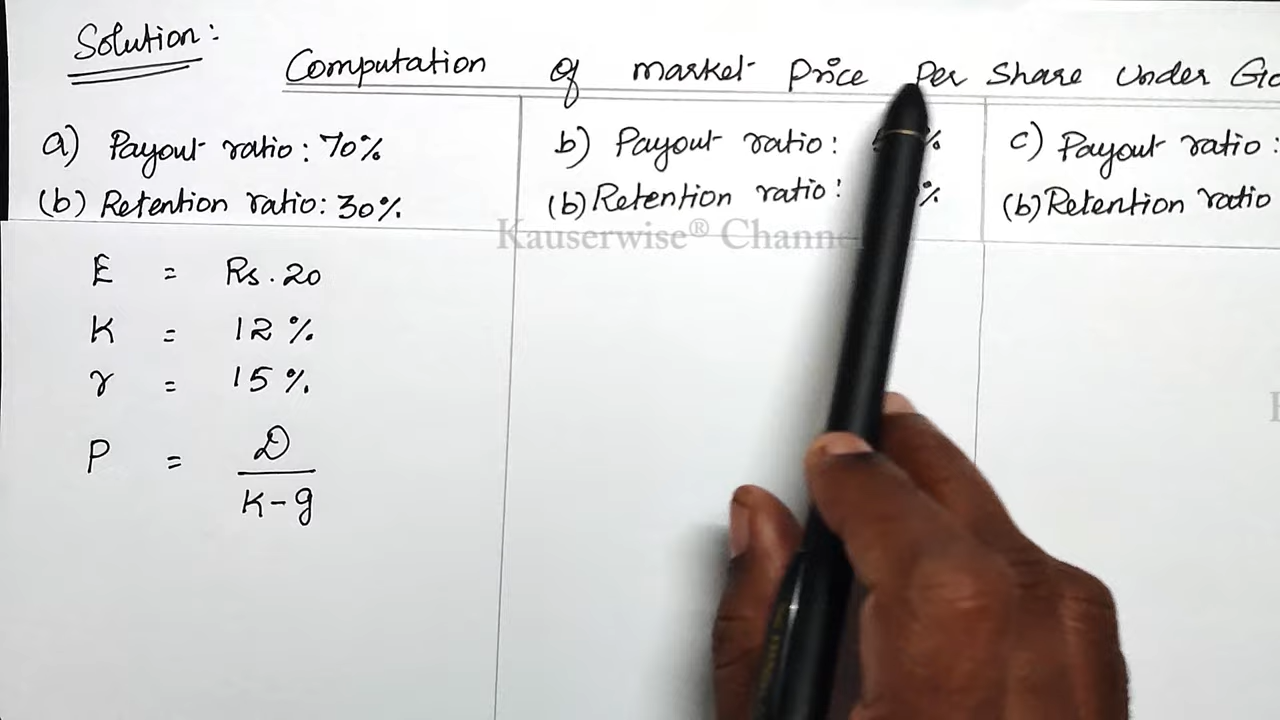 Solution:
Computation of market Price Per Share Under
a) Payout ratio: 70%
(b) Retention ratio: 30%
b) Payout ratio: %
(b) Retention ratio: %
c) Payout ratio:
(b) Retention ratio
Kauserwise® Channel
E = Rs. 20
K = 12%
r = 15%
P = D
K-g